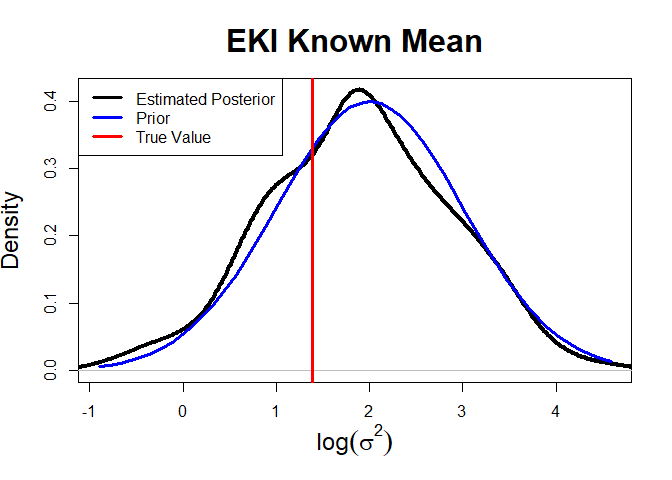 EKI Known Mean
Estimated Posterior
Prior
True Value
Density
0.4
0.3
0.2
0.1
0.0
-1 0 1 2 3 4
log(σ²)